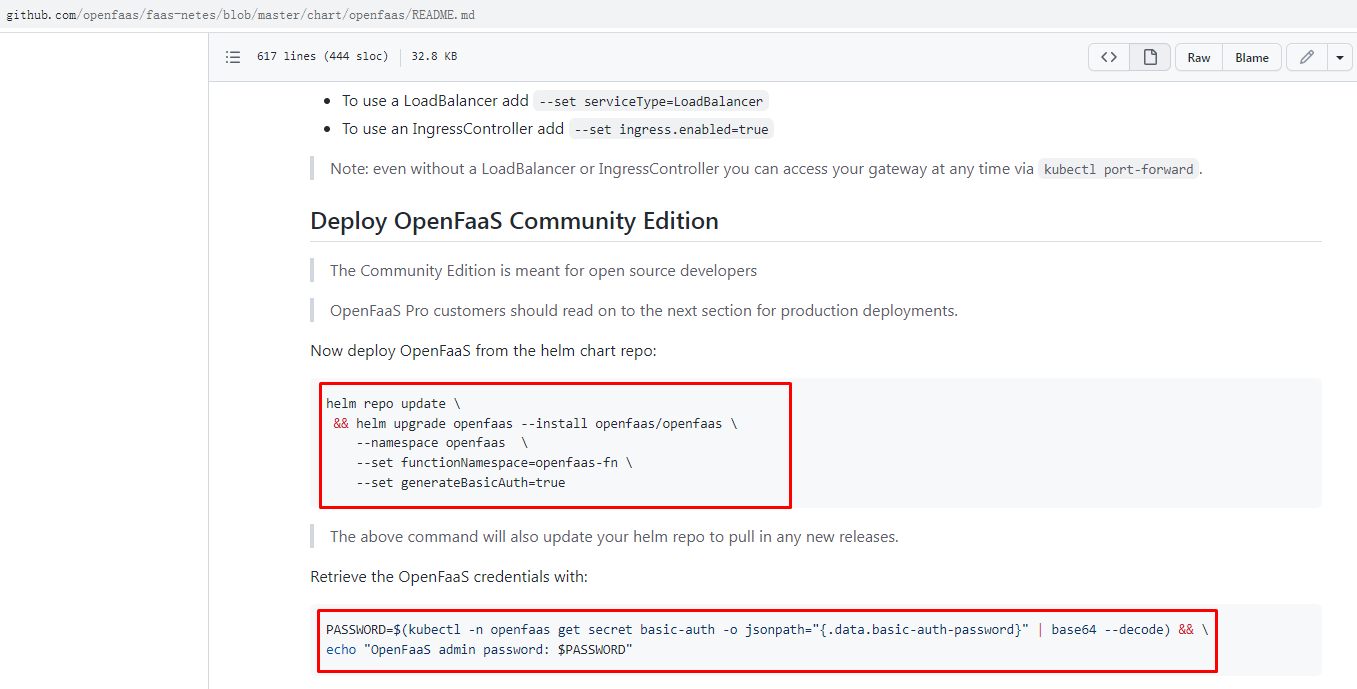 github.com/openfaas/faas-netes/blob/master/chart/openfaas/README.md
617 lines (444 sloc) 32.8 KB
Raw Blame
To use a LoadBalancer add --set serviceType=LoadBalancer
To use an IngressController add --set ingress.enabled=true
Note: even without a LoadBalancer or IngressController you can access your gateway at any time via kubectl port-forward.
Deploy OpenFaaS Community Edition
The Community Edition is meant for open source developers
OpenFaaS Pro customers should read on to the next section for production deployments.
Now deploy OpenFaaS from the helm chart repo:
helm repo update \
&& helm upgrade openfaas --install openfaas/openfaas \
--namespace openfaas \
--set functionNamespace=openfaas-fn \
--set generateBasicAuth=true
The above command will also update your helm repo to pull in any new releases.
Retrieve the OpenFaaS credentials with:
PASSWORD=$(kubectl -n openfaas get secret basic-auth -o jsonpath="{.data.basic-auth-password}" | base64 --decode) && \
echo "OpenFaaS admin password: $PASSWORD"